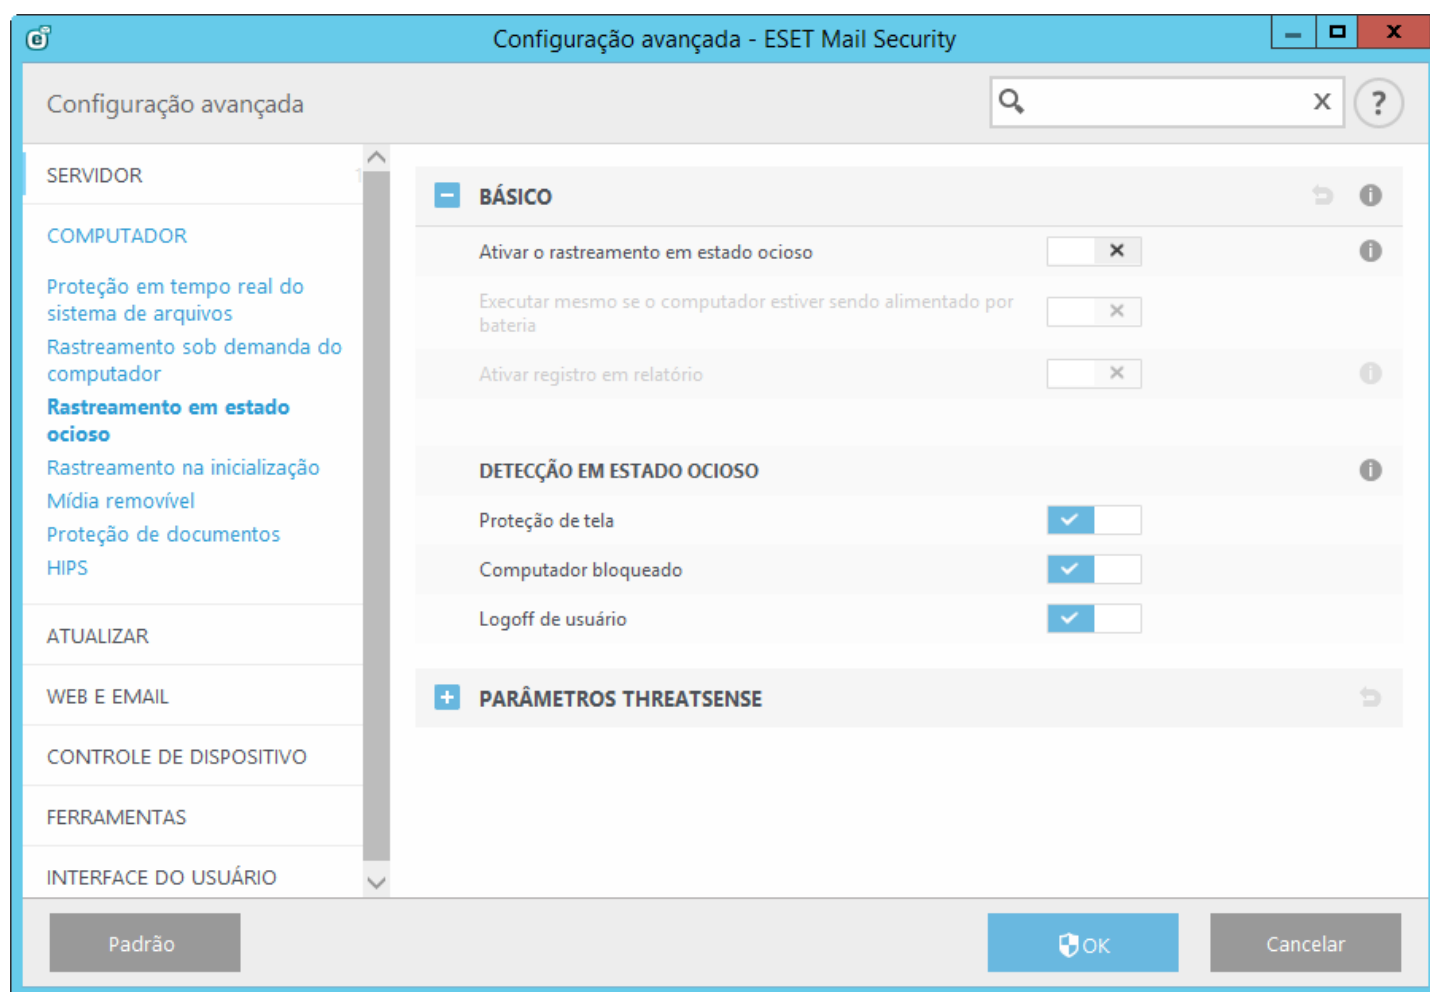 Configuração avançada - ESET Mail Security
Configuração avançada
SERVIDOR 1
COMPUTADOR
Proteção em tempo real do
sistema de arquivos
Rastreamento sob demanda do
computador
Rastreamento em estado
ocioso
Rastreamento na inicialização
Mídia removível
Proteção de documentos
HIPS
ATUALIZAR
WEB E EMAIL
CONTROLE DE DISPOSITIVO
FERRAMENTAS
INTERFACE DO USUÁRIO
BÁSICO
Ativar o rastreamento em estado ocioso
Executar mesmo se o computador estiver sendo alimentado por
bateria
Ativar registro em relatório
DETECÇÃO EM ESTADO OCIOSO
Proteção de tela
Computador bloqueado
Logoff de usuário
PARÂMETROS THREATSENSE
Padrão
OK
Cancelar